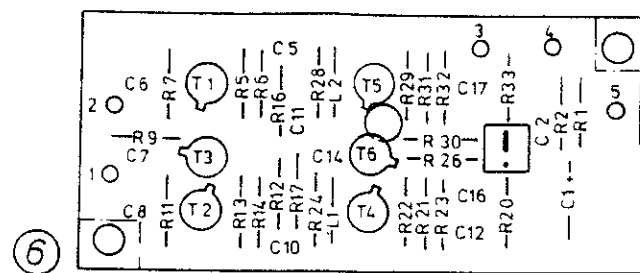 3
4
C5
C6
R7
T1
R5
R6
R16
C11
R28
L2
T5
R29
R31
R32
C17
R33
5
2
R9
C7
T3
C14
T6
R30
R26
C2
R2
R1
1
C8
R11
T2
R13
R14
R12
R17
R24
L1
T4
R22
R21
R23
C16
C12
R20
C1+
C10
6